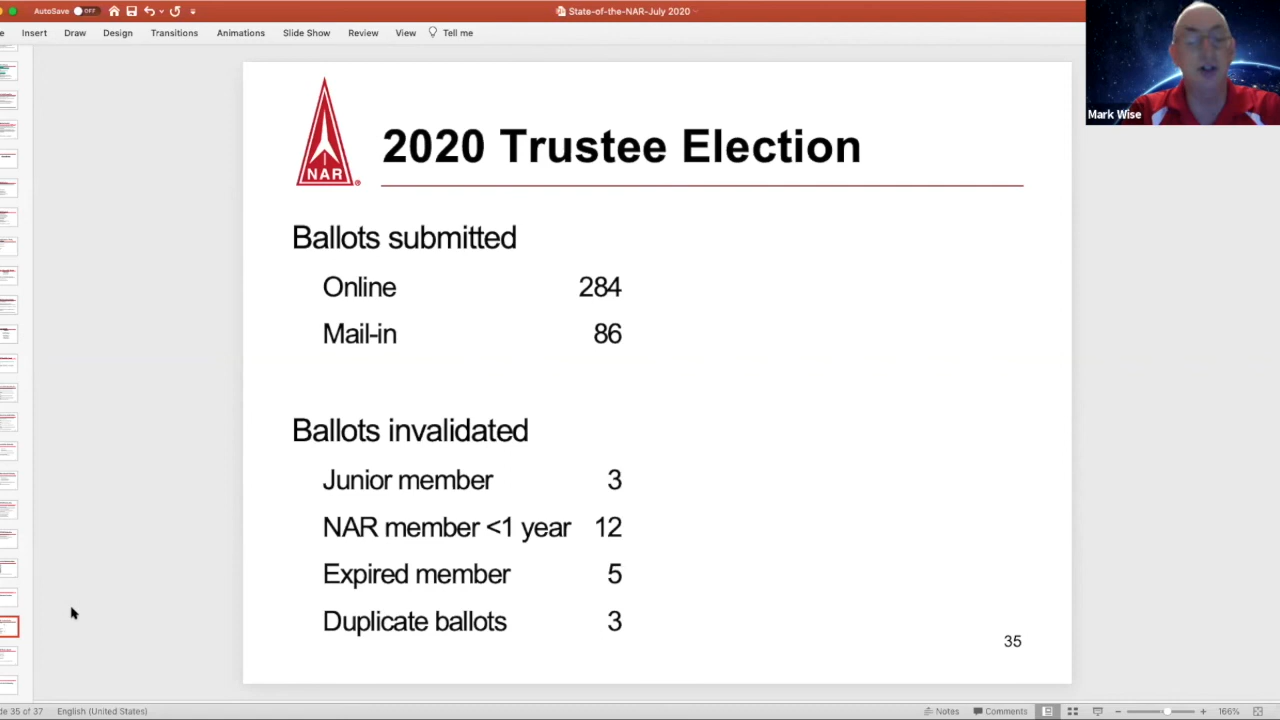 AutoSave OFF
State-of-the-NAR-July 2020
Insert Draw Design Transitions Animations Slide Show Review View Tell me
Mark Wise
NAR
2020 Trustee Election
Ballots submitted
Online 284
Mail-in 86
Ballots invalidated
Junior member 3
NAR member <1 year 12
Expired member 5
Duplicate ballots 3
35
de 35 of 37 English (United States) Notes Comments 166%